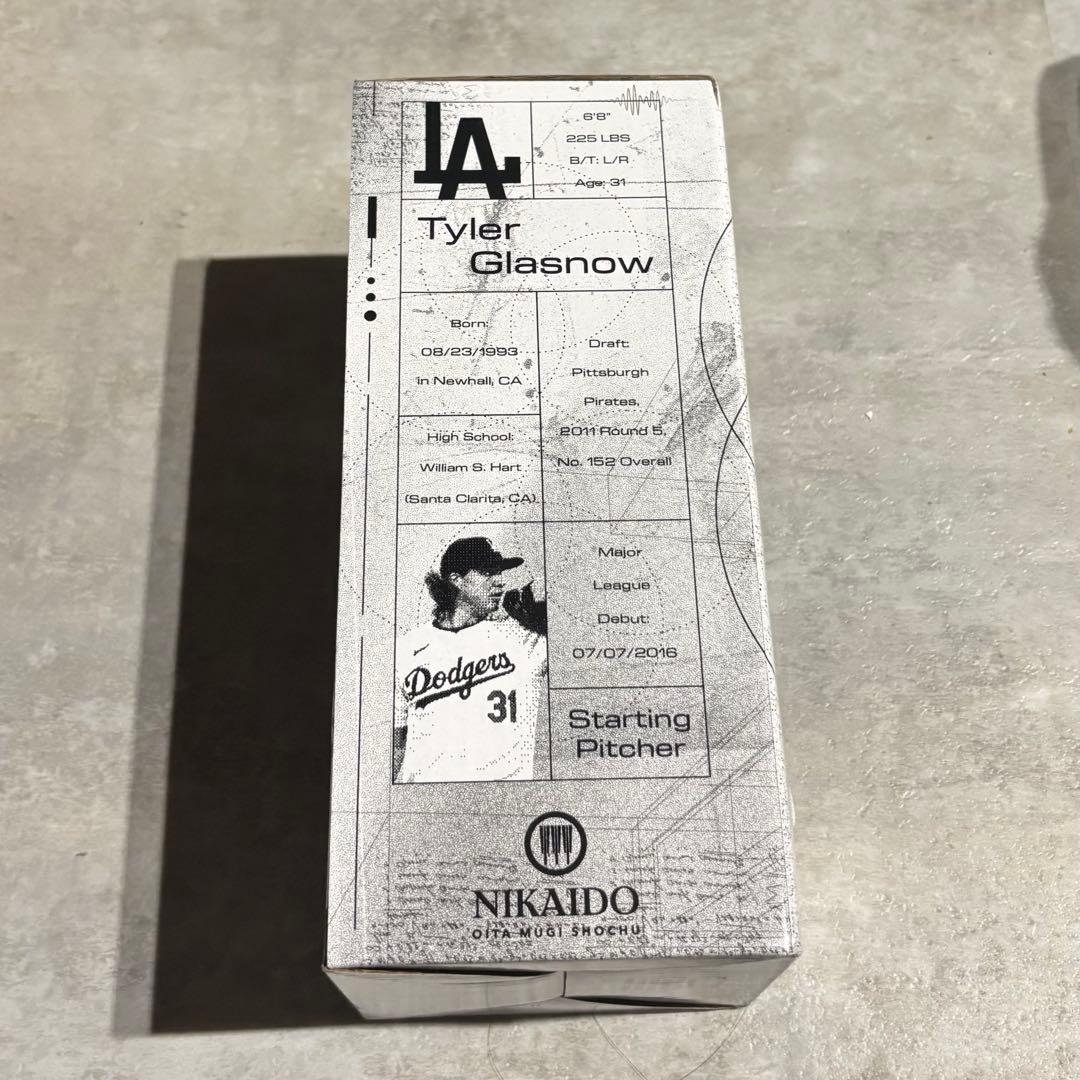 LA
6'8"
225 LBS
B/T: L/R
Age: 31
Tyler
Glasnow
Born:
08/23/1993
in Newhall, CA
High School:
William S. Hart
(Santa Clarita, CA)
Draft:
Pittsburgh
Pirates,
2011 Round 5,
No. 152 Overall
Major
League
Debut:
07/07/2016
Dodgers
31
Starting
Pitcher
NIKAIDO
OITA MUGI SHOCHU